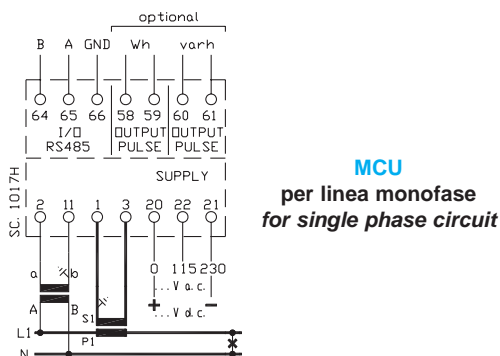 optional
B A GND Wh varh
64 65 66 58 59 60 61
I/O OUTPUT OUTPUT
RS485 PULSE PULSE
SUPPLY
SC. 1017H
2 11 1 3 20 22 21
a b 0 115 230
...V a.c.
+ −
...V d.c.
A B S1
L1 P1
N
MCU
per linea monofase
for single phase circuit